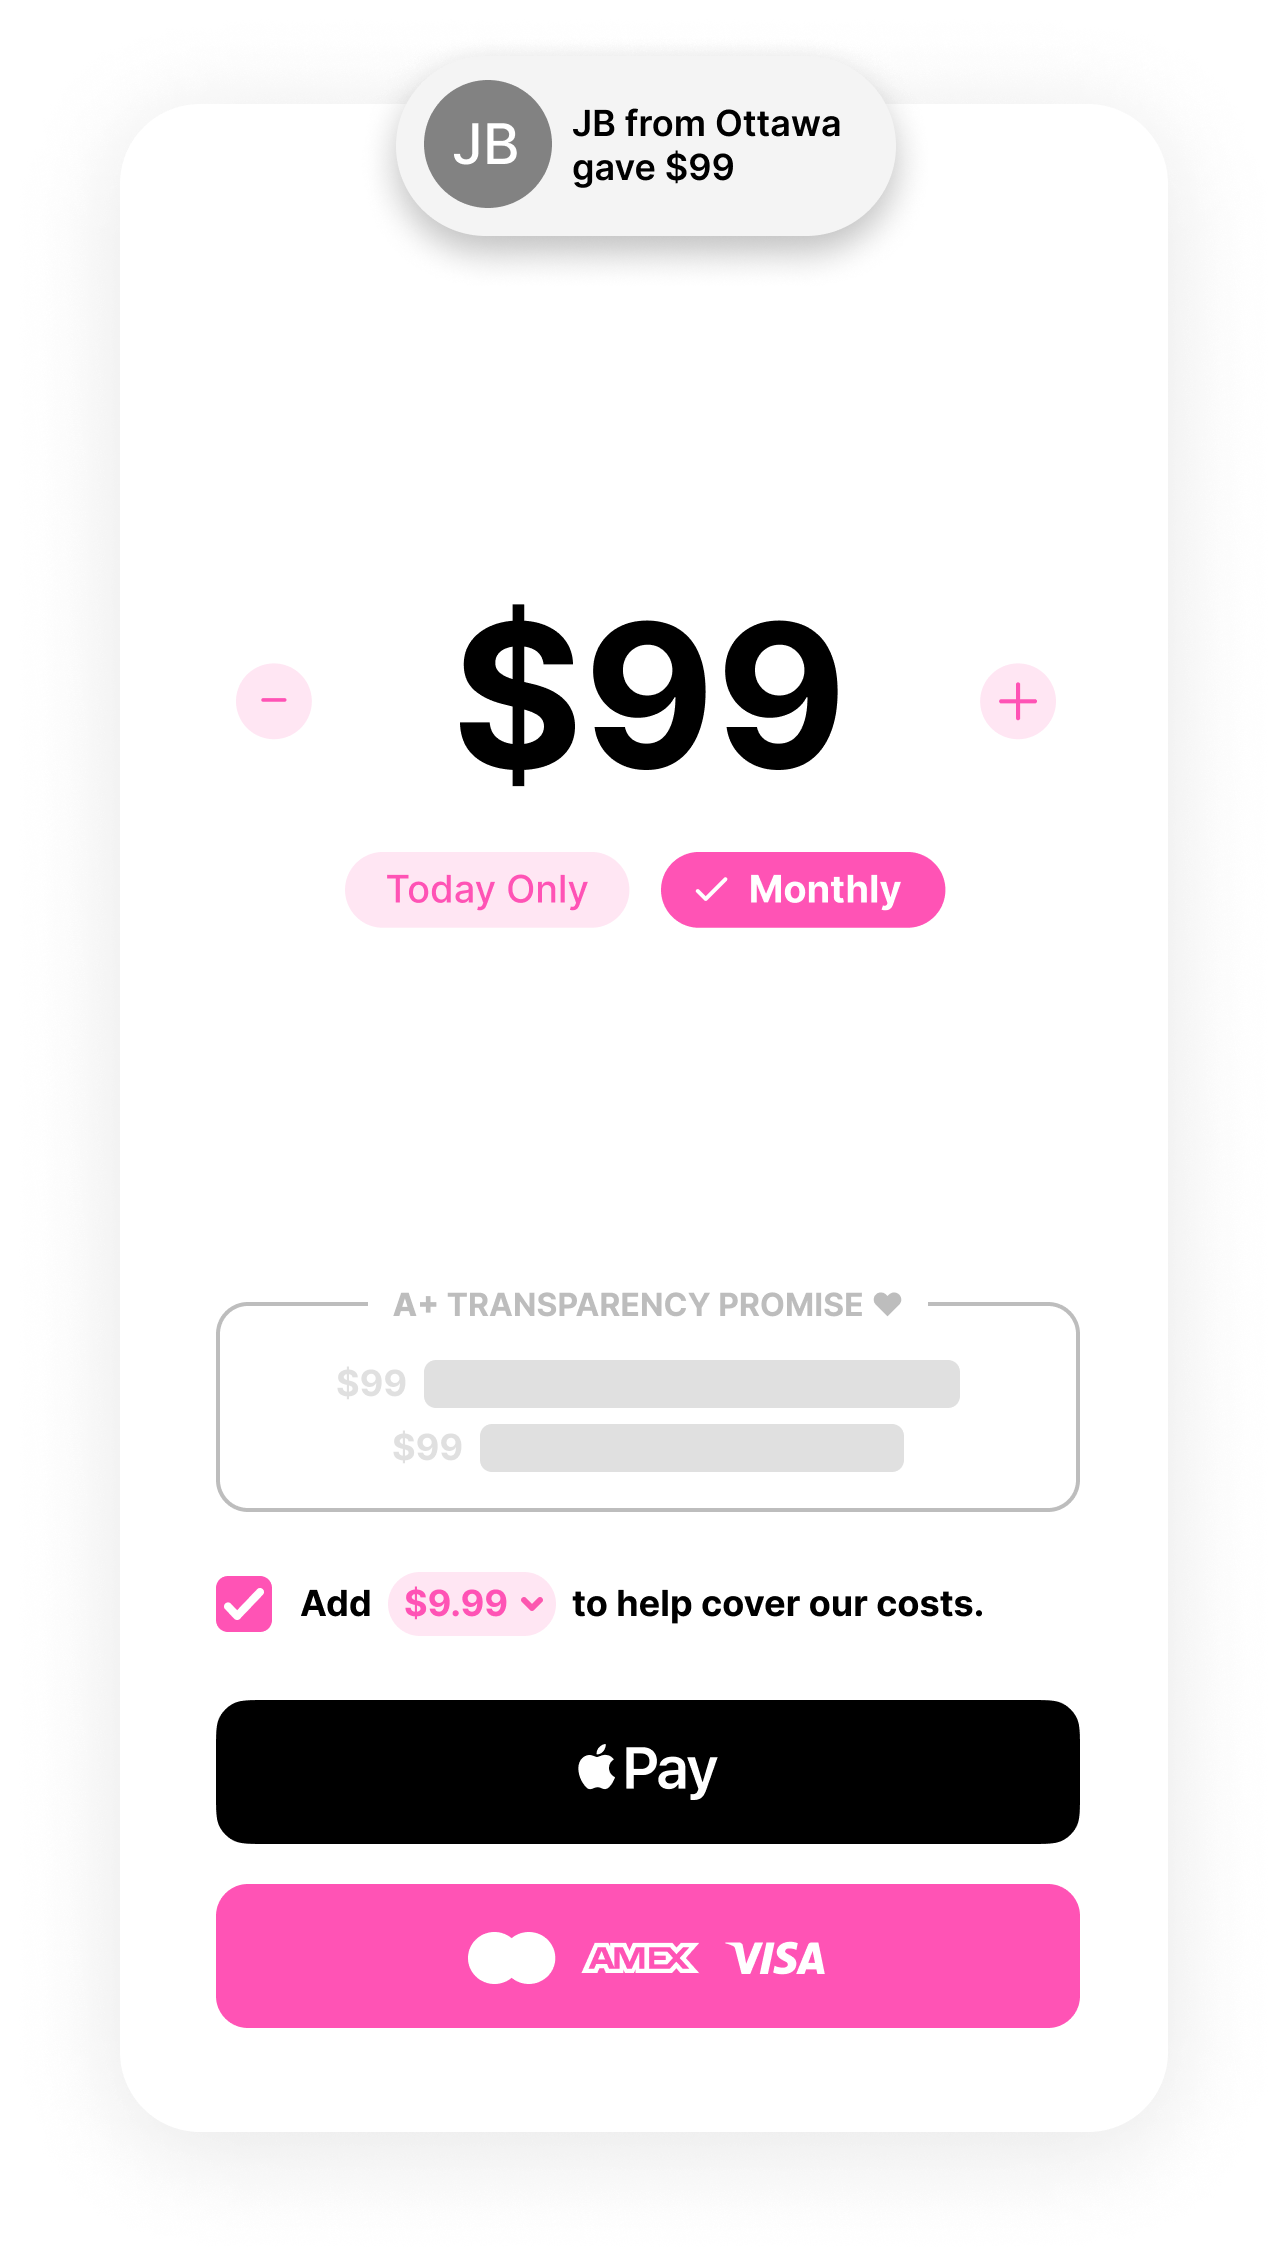 JB
JB from Ottawa
gave $99
$99
Today Only
Monthly
A+ TRANSPARENCY PROMISE
$99
$99
Add $9.99 to help cover our costs.
Pay
AMEX VISA